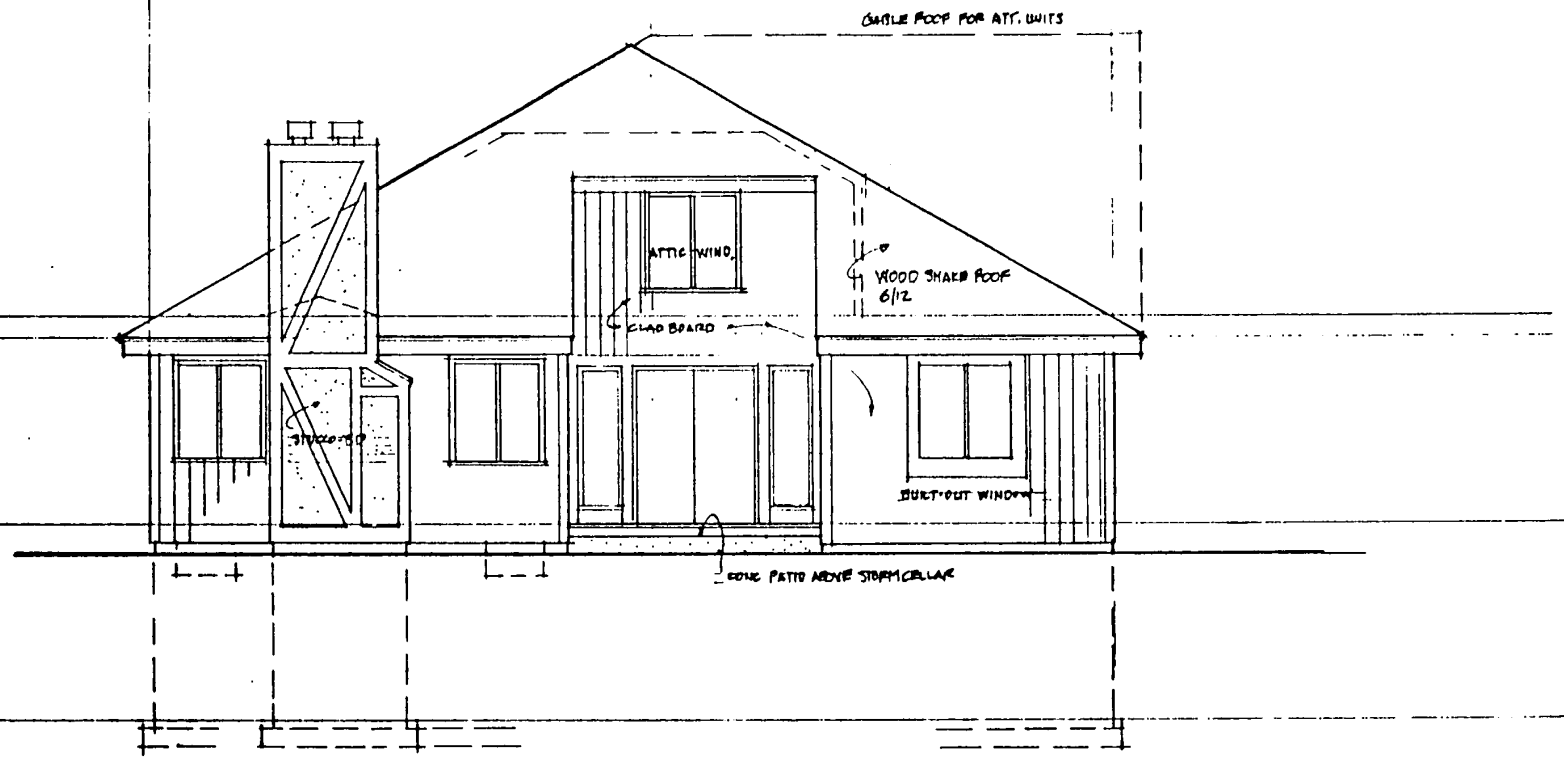 GABLE ROOF FOR ATT. UNITS
ATTIC WIND.
WOOD SHAKE ROOF
6/12
CLAD BOARD
BUILT-OUT WINDOW
CONC PATIO ABOVE STORM CELLAR